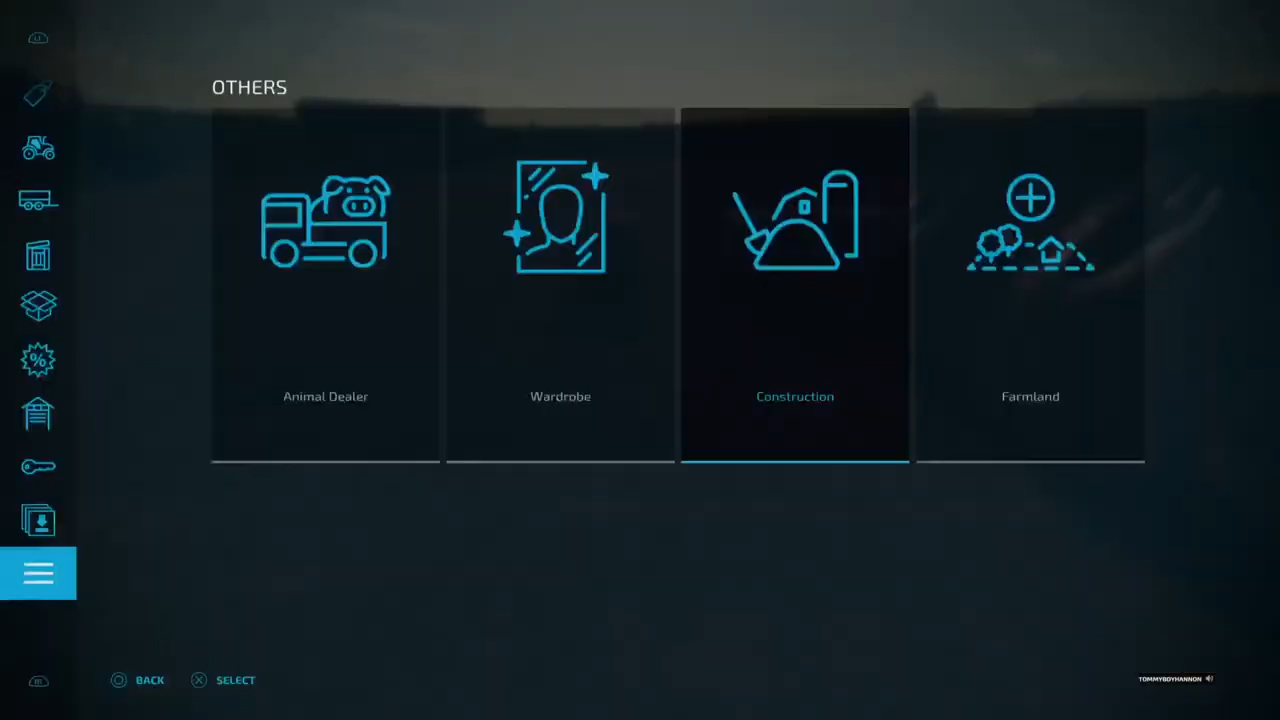 OTHERS
Animal Dealer
Wardrobe
Construction
Farmland
BACK
SELECT
TOMMYBOYHANNON